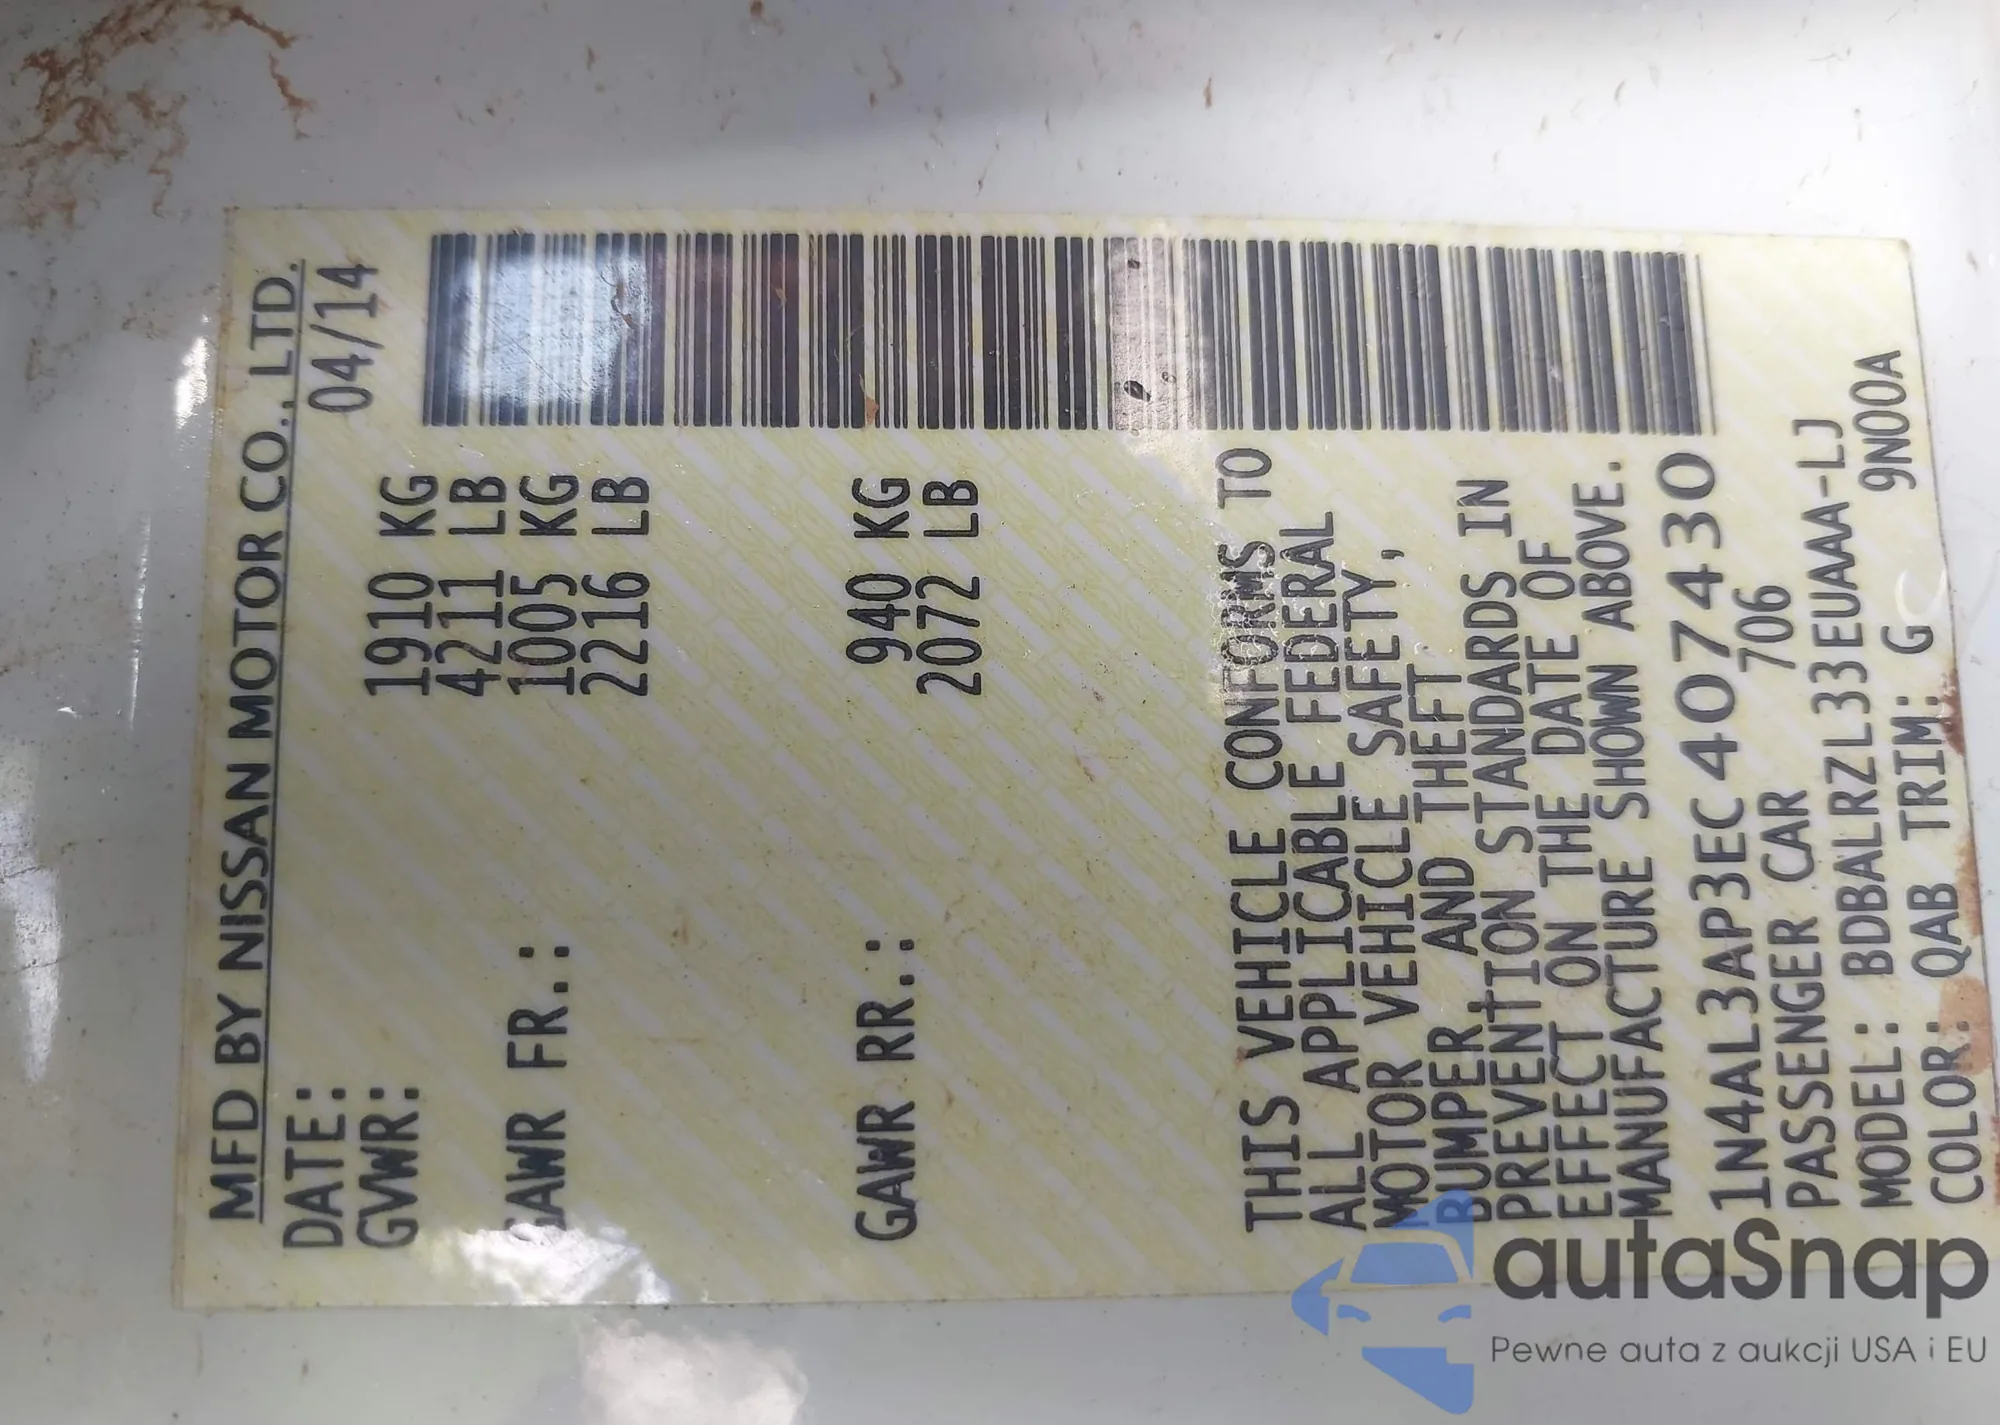 MFD BY NISSAN MOTOR CO., LTD.
DATE: 04/14
GVWR: 1910 KG
4211 LB
GAWR FR.: 1005 KG
2216 LB
GAWR RR.: 940 KG
2072 LB
THIS VEHICLE CONFORMS TO
ALL APPLICABLE FEDERAL
MOTOR VEHICLE SAFETY,
BUMPER AND THEFT
PREVENTION STANDARDS IN
EFFECT ON THE DATE OF
MANUFACTURE SHOWN ABOVE.
1N4AL3AP3EC407430
PASSENGER CAR 706
MODEL: BDBALRZL33EUAAA-LJ
COLOR: QAB TRIM: G 9N00A
autaSnap
Pewne auta z aukcji USA i EU